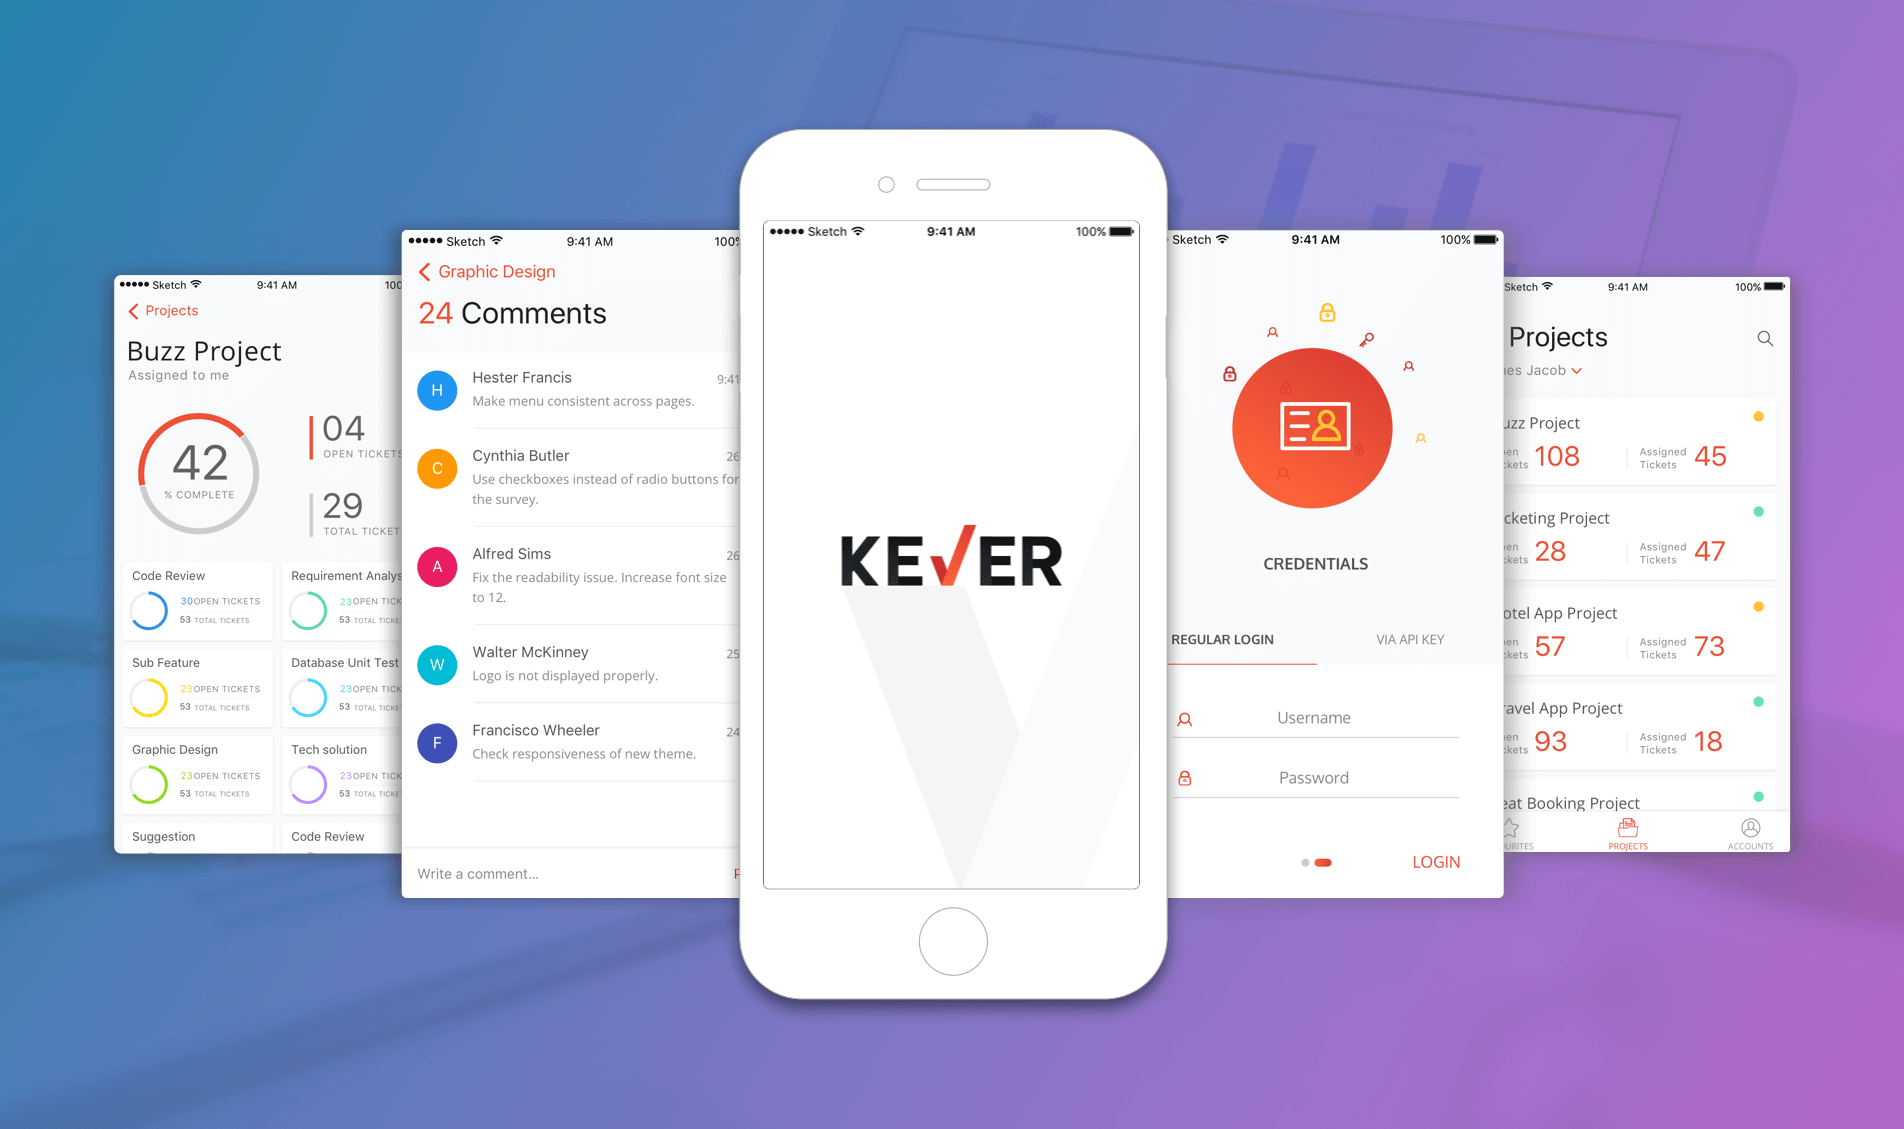 Sketch 9:41 AM 100%
KEVER
Sketch 9:41 AM
Projects
Buzz Project
Assigned to me
42
% COMPLETE
04
OPEN TICKETS
29
TOTAL TICKET
Code Review
30 OPEN TICKETS
53 TOTAL TICKETS
Requirement Analys
23 OPEN TICK
53 TOTAL TICKE
Sub Feature
23 OPEN TICKETS
53 TOTAL TICKETS
Database Unit Test
23 OPEN TICK
53 TOTAL TICKE
Graphic Design
23 OPEN TICKETS
53 TOTAL TICKETS
Tech solution
23 OPEN TICK
53 TOTAL TICKE
Suggestion
Code Review
Sketch 9:41 AM 100%
Graphic Design
24 Comments
H
Hester Francis 9:41
Make menu consistent across pages.
C
Cynthia Butler 26
Use checkboxes instead of radio buttons for
the survey.
A
Alfred Sims 26
Fix the readability issue. Increase font size
to 12.
W
Walter McKinney 25
Logo is not displayed properly.
F
Francisco Wheeler 24
Check responsiveness of new theme.
Write a comment...
Sketch 9:41 AM 100%
CREDENTIALS
REGULAR LOGIN VIA API KEY
Username
Password
LOGIN
Sketch 9:41 AM 100%
Projects
es Jacob
uzz Project
en
ckets 108
Assigned
Tickets 45
cketing Project
en
ckets 28
Assigned
Tickets 47
otel App Project
en
ckets 57
Assigned
Tickets 73
ravel App Project
en
ckets 93
Assigned
Tickets 18
eat Booking Project
URITES PROJECTS ACCOUNTS